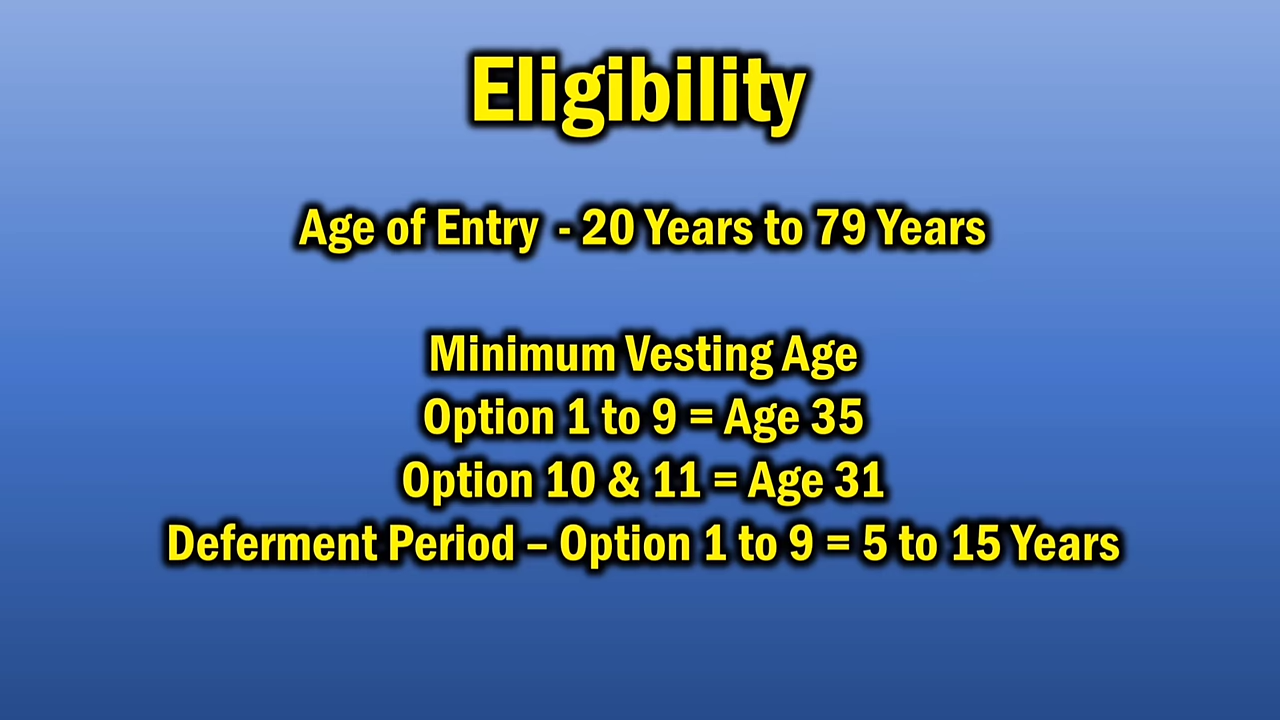 Eligibility
Age of Entry - 20 Years to 79 Years
Minimum Vesting Age
Option 1 to 9 = Age 35
Option 10 & 11 = Age 31
Deferment Period – Option 1 to 9 = 5 to 15 Years